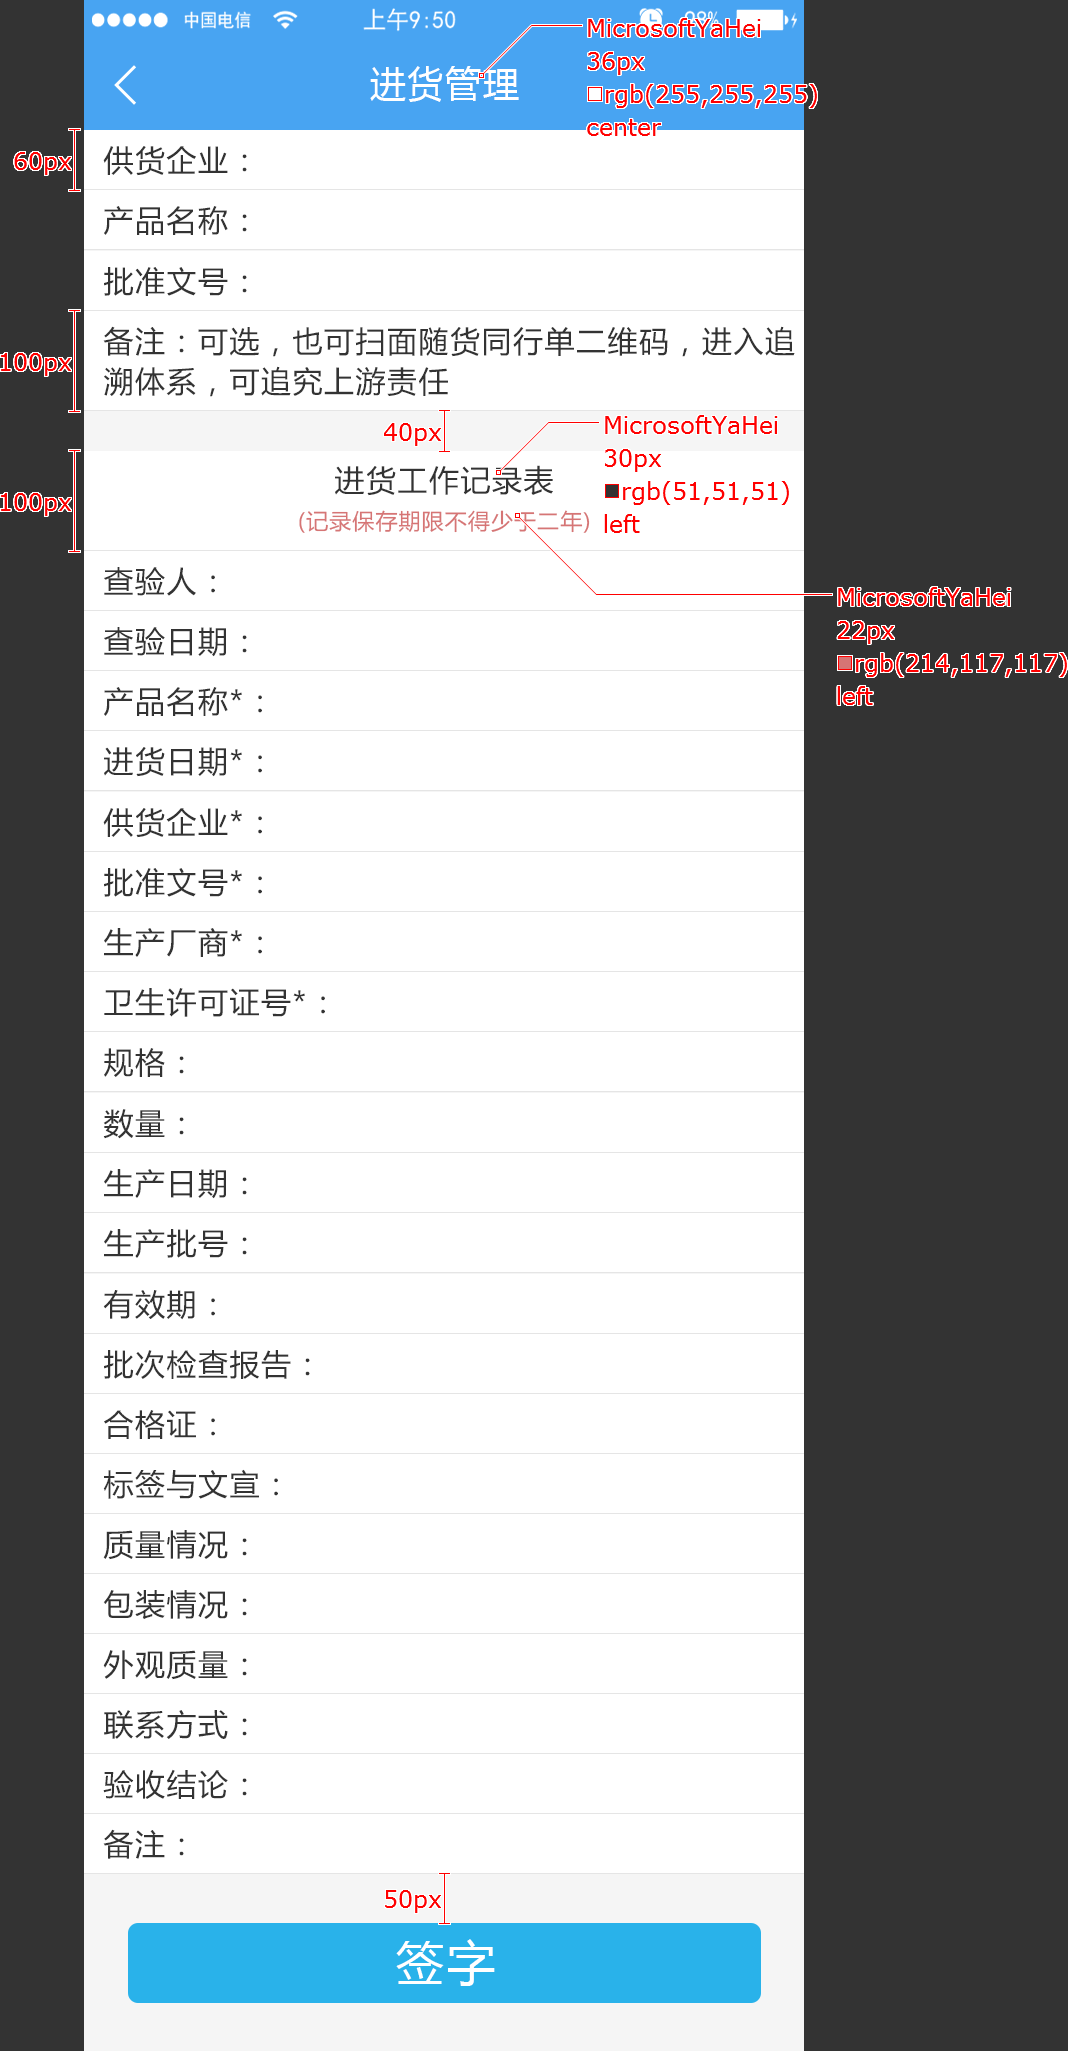 中国电信 上午9:50 98%
进货管理
MicrosoftYaHei
36px
rgb(255,255,255)
center
60px
供货企业：
产品名称：
批准文号：
100px
备注：可选，也可扫面随货同行单二维码，进入追
溯体系，可追究上游责任
40px
MicrosoftYaHei
30px
rgb(51,51,51)
left
100px
进货工作记录表
(记录保存期限不得少于二年)
MicrosoftYaHei
22px
rgb(214,117,117)
left
查验人：
查验日期：
产品名称*：
进货日期*：
供货企业*：
批准文号*：
生产厂商*：
卫生许可证号*：
规格：
数量：
生产日期：
生产批号：
有效期：
批次检查报告：
合格证：
标签与文宣：
质量情况：
包装情况：
外观质量：
联系方式：
验收结论：
备注：
50px
签字